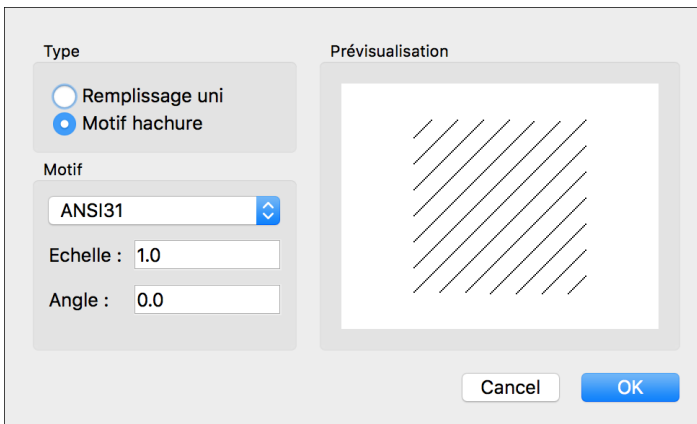 Type
Remplissage uni
Motif hachure
Motif
ANSI31
Echelle : 1.0
Angle : 0.0
Prévisualisation
Cancel OK